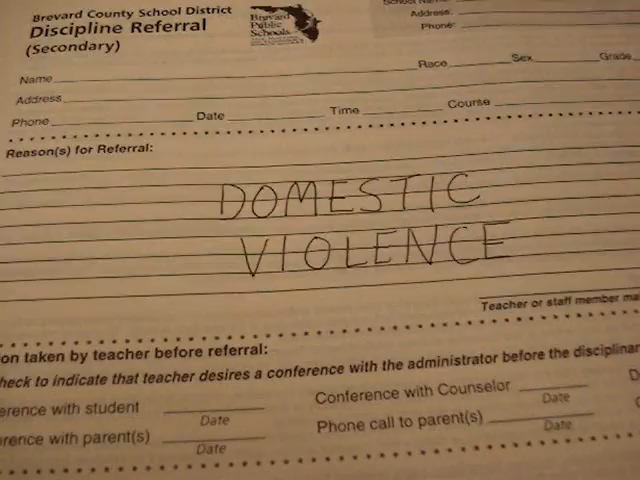 Brevard County School District
Discipline Referral
(Secondary)
Brevard
Public
Schools
Address:
Phone:
Name Race Sex Grade
Address
Phone Date Time Course
Reason(s) for Referral:
DOMESTIC
VIOLENCE
Teacher or staff member ma
on taken by teacher before referral:
heck to indicate that teacher desires a conference with the administrator before the disciplinar
erence with student Date Conference with Counselor Date
erence with parent(s) Date Phone call to parent(s) Date